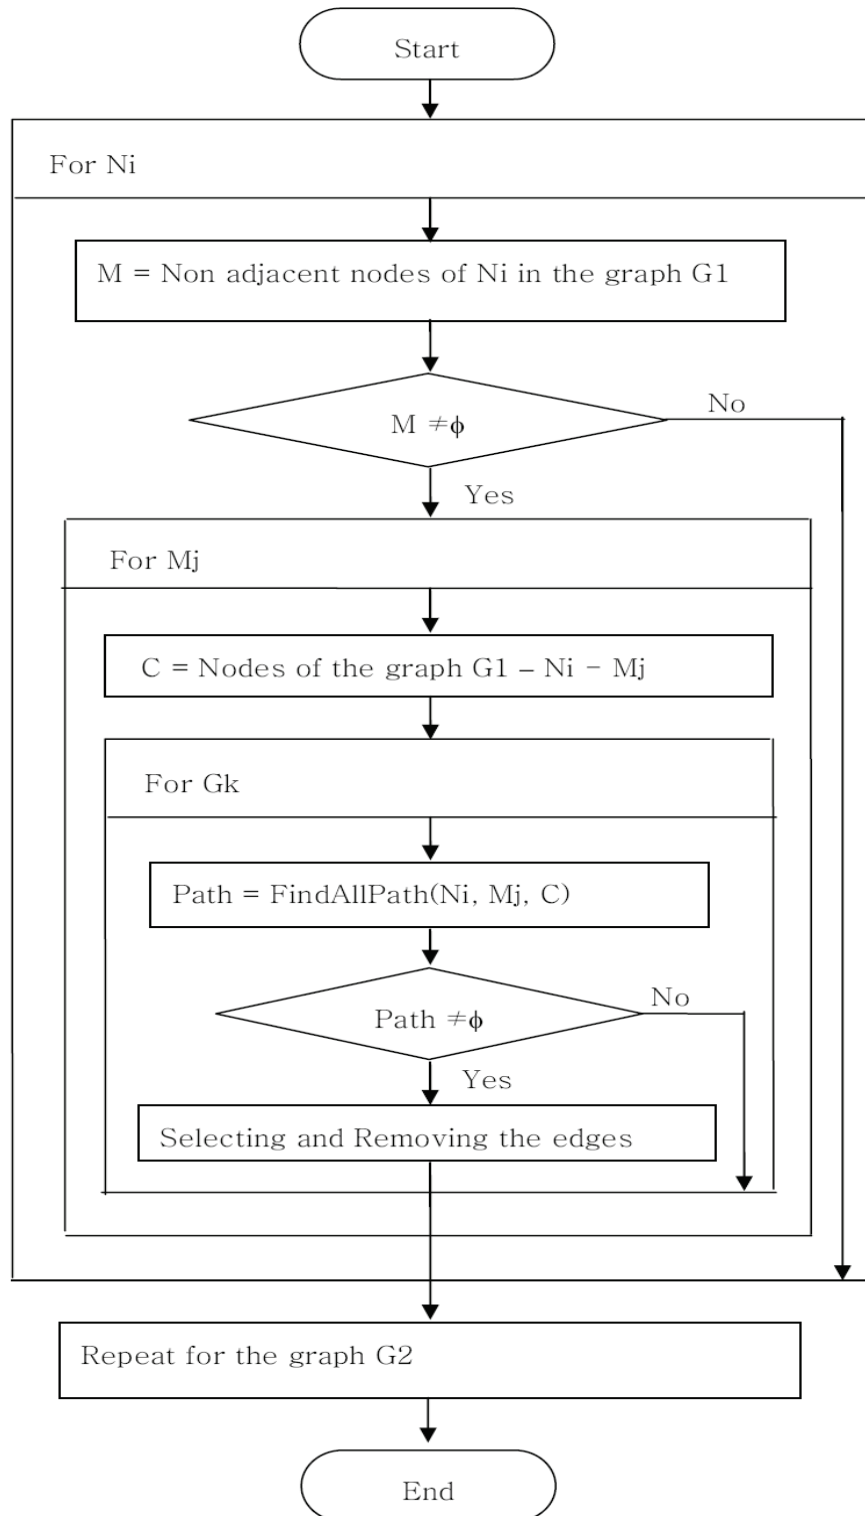 Start
For Ni
M = Non adjacent nodes of Ni in the graph G1
M ≠ϕ
No
Yes
For Mj
C = Nodes of the graph G1 – Ni - Mj
For Gk
Path = FindAllPath(Ni, Mj, C)
Path ≠ϕ
No
Yes
Selecting and Removing the edges
Repeat for the graph G2
End